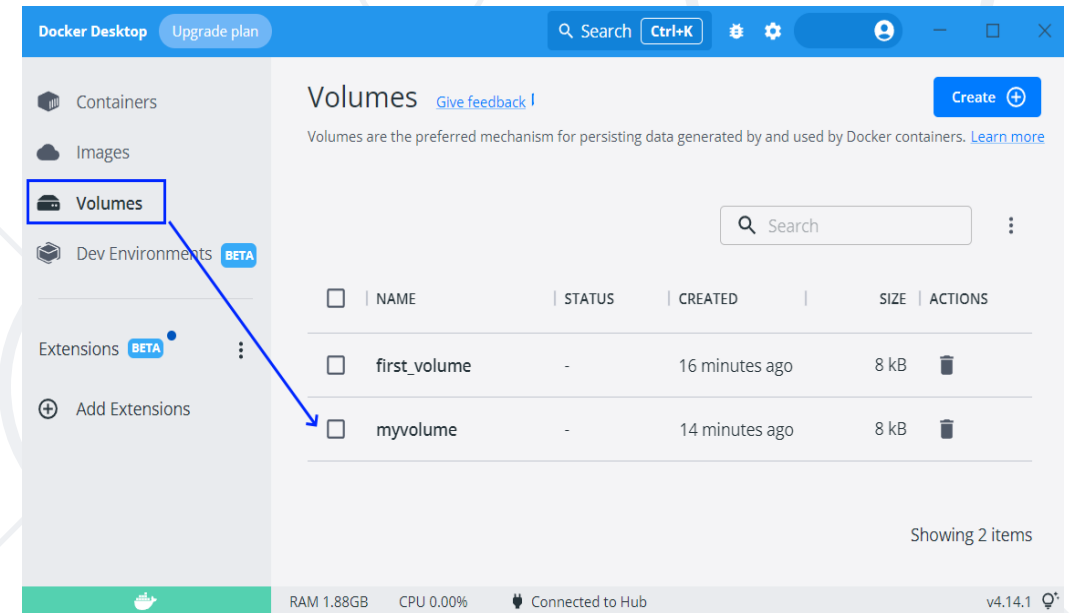 Docker Desktop Upgrade plan Search Ctrl+K
Containers
Images
Volumes
Dev Environments BETA
Extensions BETA
Add Extensions
Volumes Give feedback
Create
Volumes are the preferred mechanism for persisting data generated by and used by Docker containers. Learn more
Search
NAME STATUS CREATED SIZE ACTIONS
first_volume - 16 minutes ago 8 kB
myvolume - 14 minutes ago 8 kB
Showing 2 items
RAM 1.88GB CPU 0.00% Connected to Hub v4.14.1